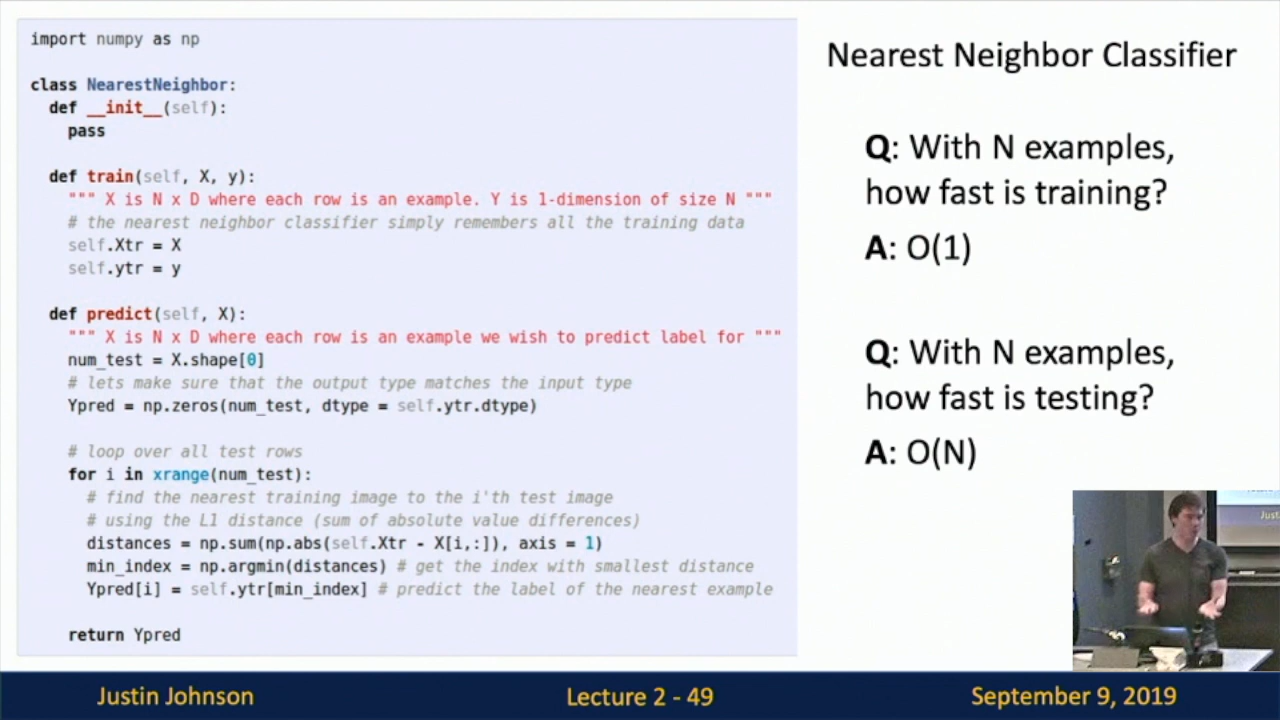 import numpy as np
class NearestNeighbor:
def __init__(self):
pass
def train(self, X, y):
""" X is N x D where each row is an example. Y is 1-dimension of size N """
# the nearest neighbor classifier simply remembers all the training data
self.Xtr = X
self.ytr = y
def predict(self, X):
""" X is N x D where each row is an example we wish to predict label for """
num_test = X.shape[0]
# lets make sure that the output type matches the input type
Ypred = np.zeros(num_test, dtype = self.ytr.dtype)
# loop over all test rows
for i in xrange(num_test):
# find the nearest training image to the i'th test image
# using the L1 distance (sum of absolute value differences)
distances = np.sum(np.abs(self.Xtr - X[i,:]), axis = 1)
min_index = np.argmin(distances) # get the index with smallest distance
Ypred[i] = self.ytr[min_index] # predict the label of the nearest example
return Ypred
Nearest Neighbor Classifier
Q: With N examples,
how fast is training?
A: O(1)
Q: With N examples,
how fast is testing?
A: O(N)
Just
Justin Johnson
Lecture 2 - 49
September 9, 2019